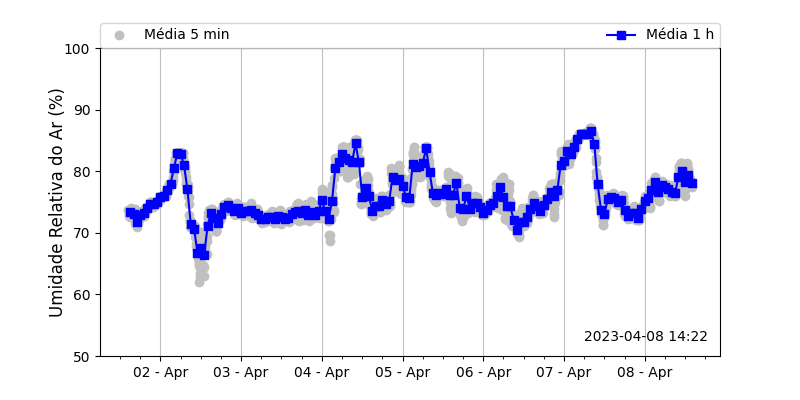 Média 5 min
Média 1 h
Umidade Relativa do Ar (%)
100
90
80
70
60
50
2023-04-08 14:22
02 - Apr
03 - Apr
04 - Apr
05 - Apr
06 - Apr
07 - Apr
08 - Apr